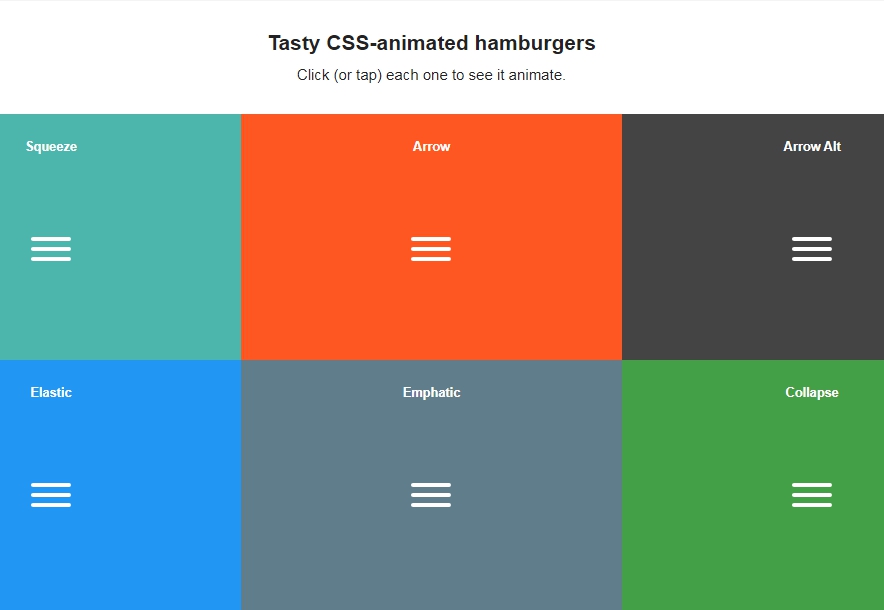 Tasty CSS-animated hamburgers
Click (or tap) each one to see it animate.
Squeeze
Arrow
Arrow Alt
Elastic
Emphatic
Collapse